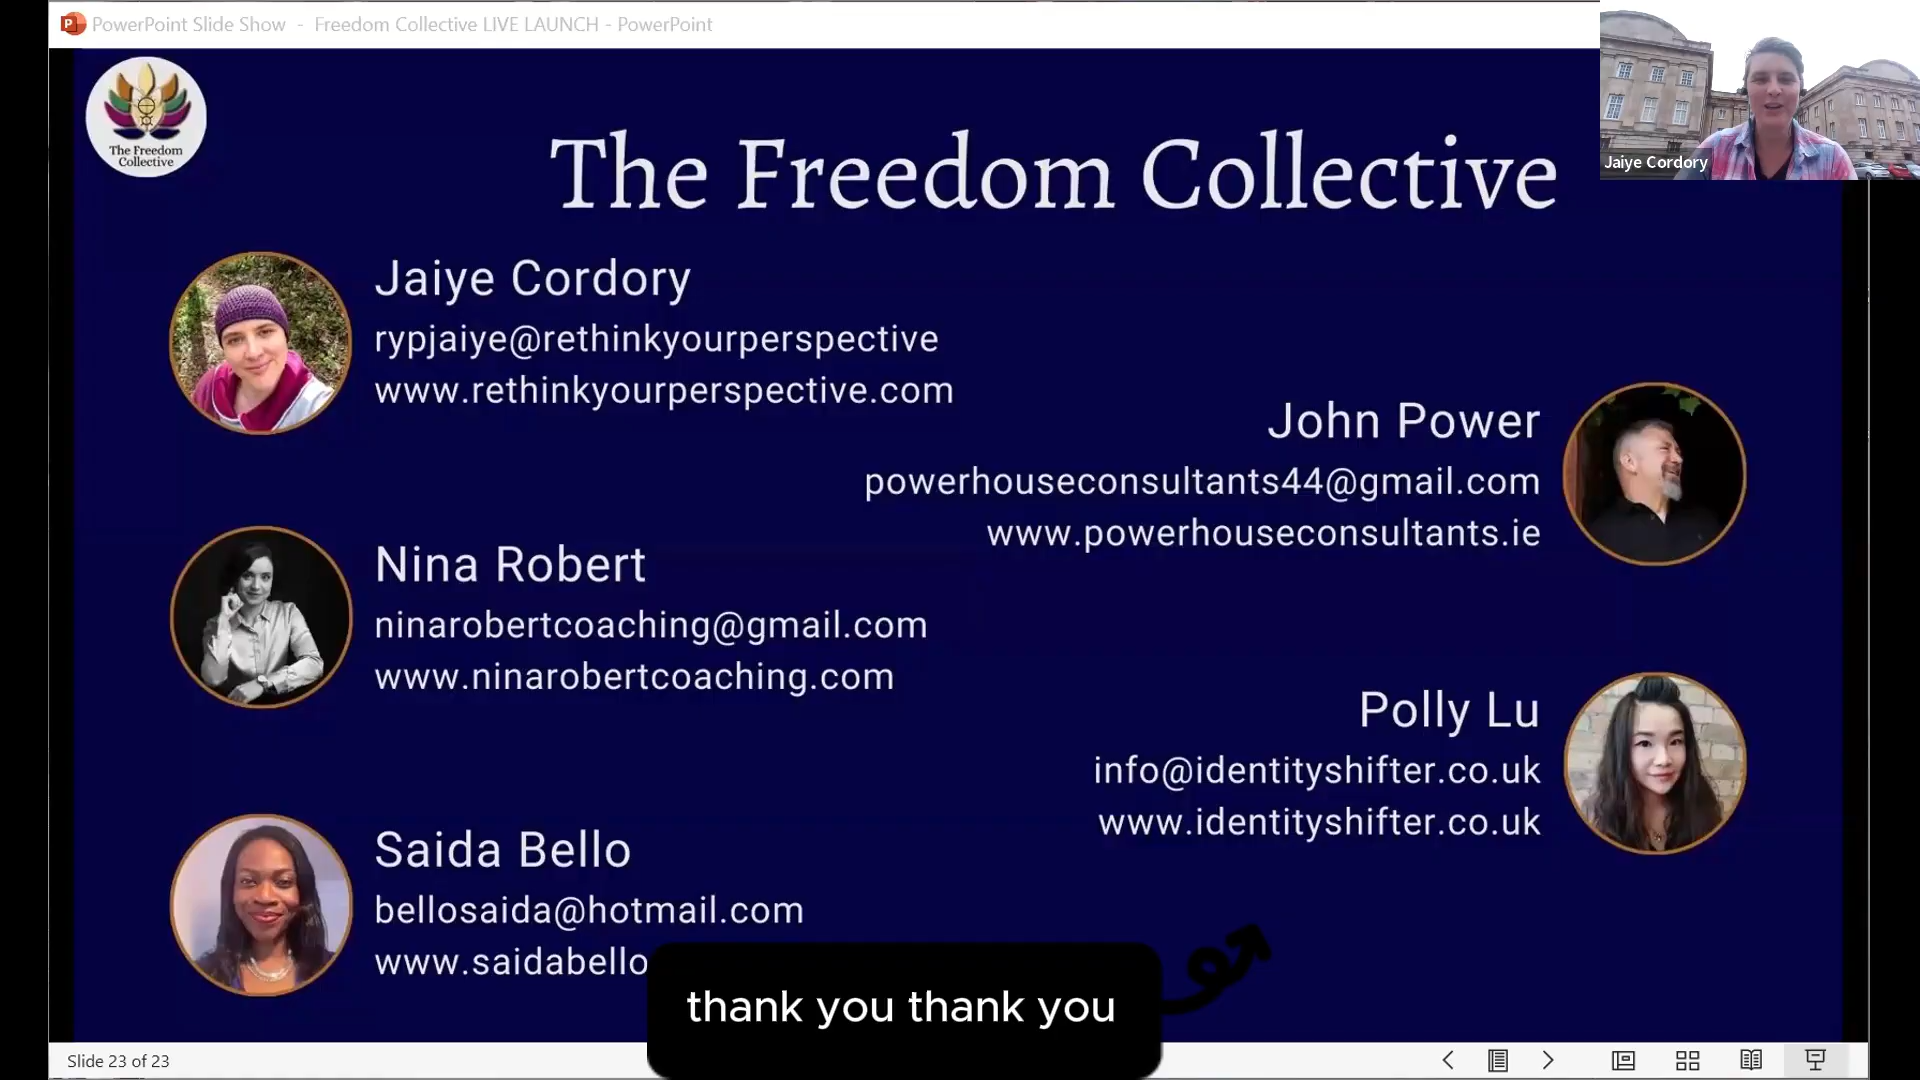 PowerPoint Slide Show - Freedom Collective LIVE LAUNCH - PowerPoint
The Freedom
Collective
The Freedom Collective
Jaiye Cordory
Jaiye Cordory
rypjaiye@rethinkyourperspective
www.rethinkyourperspective.com
John Power
powerhouseconsultants44@gmail.com
www.powerhouseconsultants.ie
Nina Robert
ninarobertcoaching@gmail.com
www.ninarobertcoaching.com
Polly Lu
info@identityshifter.co.uk
www.identityshifter.co.uk
Saida Bello
bellosaida@hotmail.com
www.saidabello
thank you thank you
Slide 23 of 23